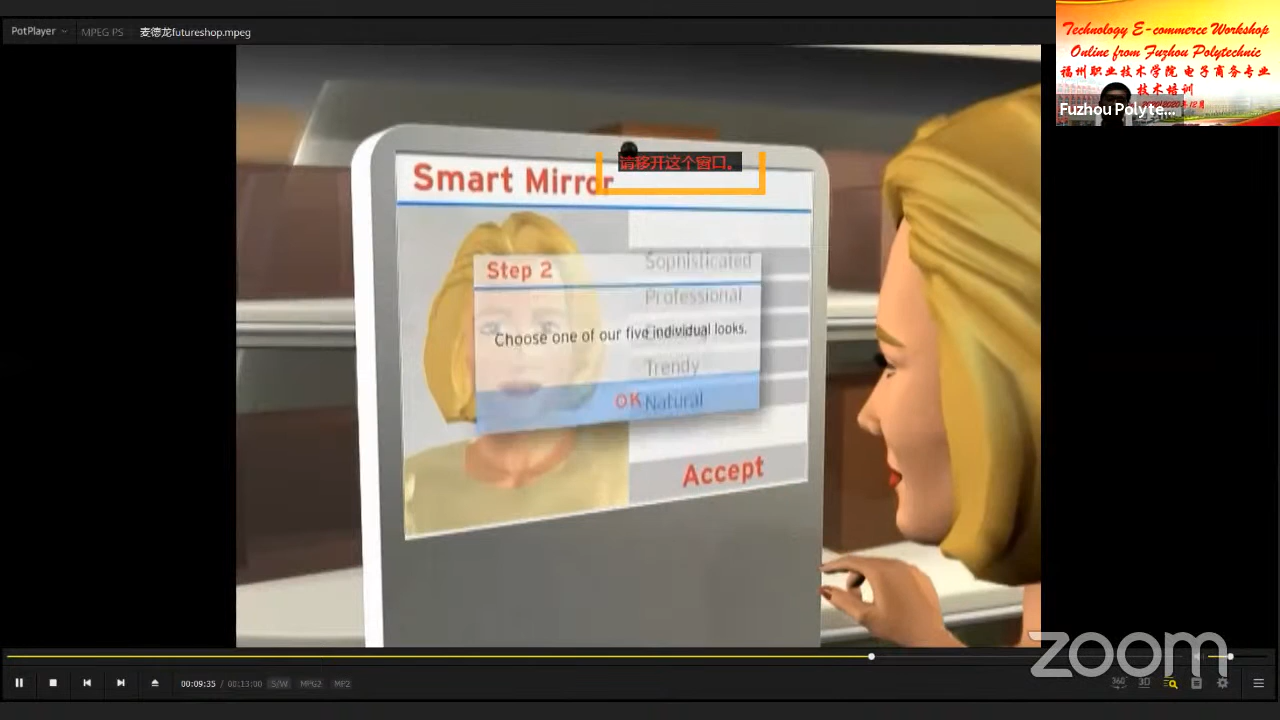 PotPlayer
MPEG PS
麦德龙futureshop.mpeg
Technology E-commerce Workshop
Online from Fuzhou Polytechnic
福州职业技术学院 电子商务专业
技术培训
Fuzhou Polyte...
请移开这个窗口。
Smart Mirror
Sophisticated
Step 2
Professional
Choose one of our five individual looks.
Trendy
OK
Natural
Accept
zoom
00:09:35 / 00:13:00 S/W MPG2 MP2
360°
3D